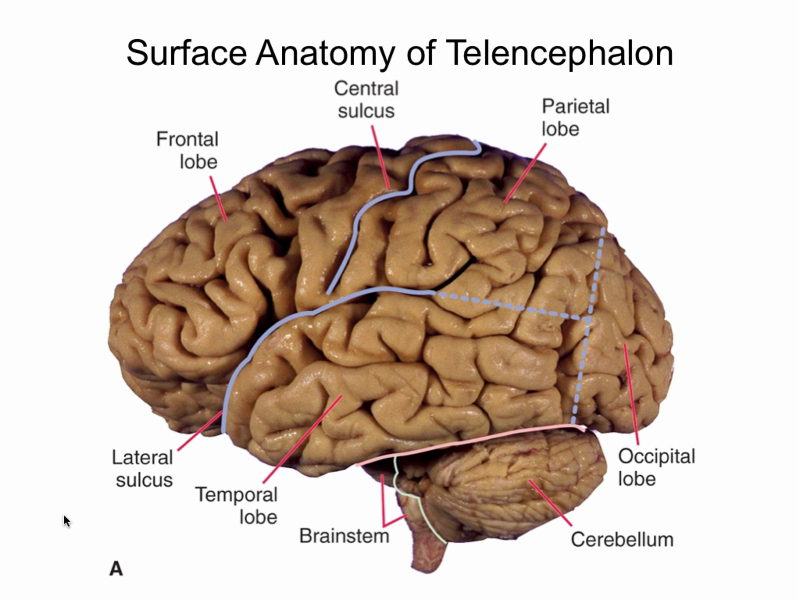 Surface Anatomy of Telencephalon
Central
sulcus
Parietal
lobe
Frontal
lobe
Lateral
sulcus
Temporal
lobe
Brainstem
Occipital
lobe
Cerebellum
A